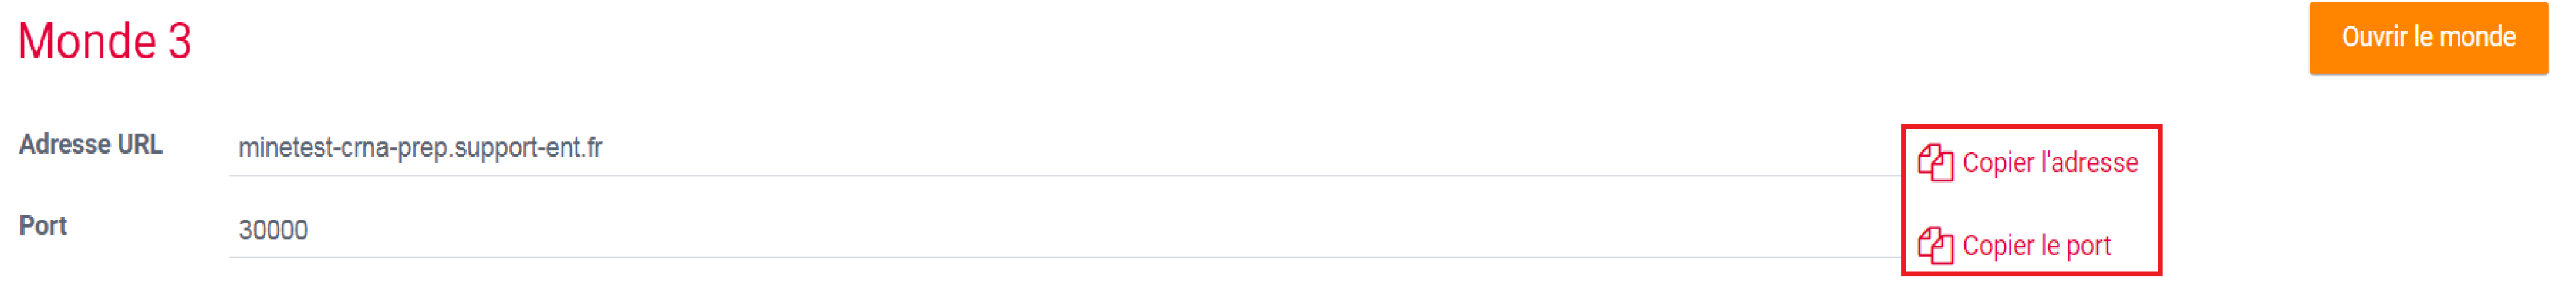 Monde 3
Ouvrir le monde
Adresse URL minetest-crna-prep.support-ent.fr Copier l'adresse
Port 30000 Copier le port